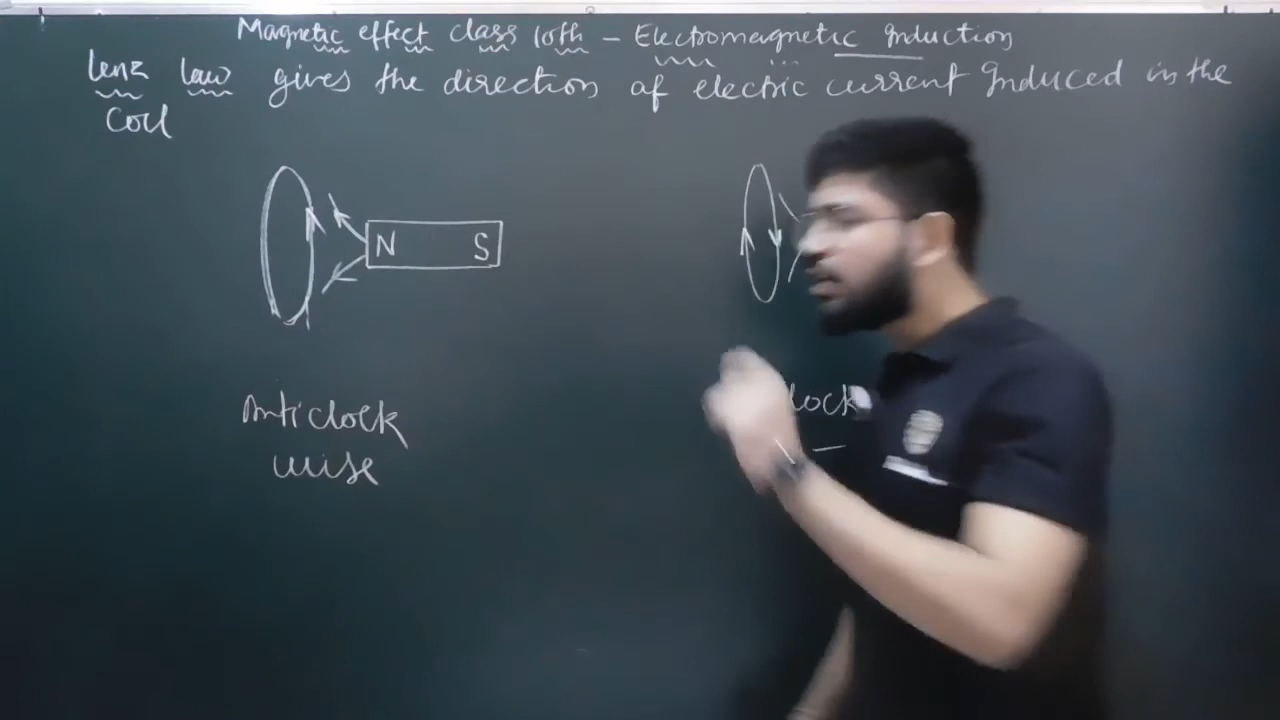 Magnetic effect class 10th - Electromagnetic Induction
lenz law gives the direction of electric current Induced in the
Coil
N S
Anticlock
wise
lock